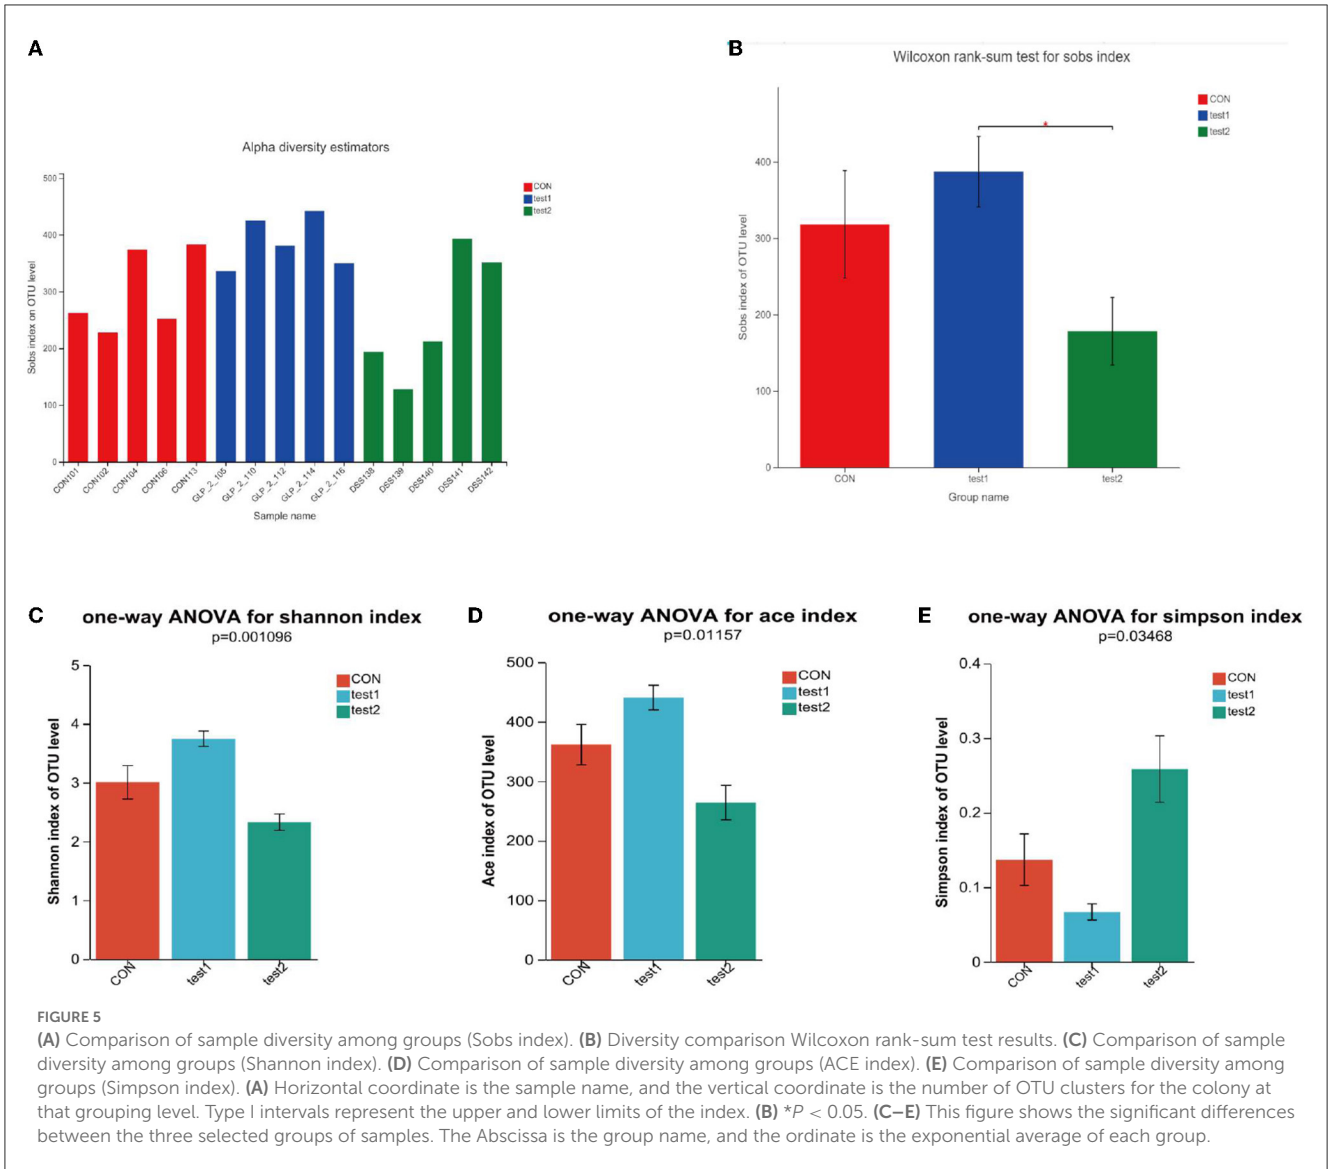 A
Alpha diversity estimators
CON
test1
test2
Sobs index on OTU level
500
400
300
200
100
0
CON101
CON102
CON104
CON106
CON113
GLP_2_105
GLP_2_110
GLP_2_112
GLP_2_114
GLP_2_116
DSS138
DSS139
DSS140
DSS141
DSS142
Sample name
B
Wilcoxon rank-sum test for sobs index
CON
test1
test2
*
Sobs index of OTU level
400
300
200
100
0
CON
test1
test2
Group name
C
one-way ANOVA for shannon index
p=0.001096
CON
test1
test2
Shannon index of OTU level
5
4
3
2
1
0
CON
test1
test2
D
one-way ANOVA for ace index
p=0.01157
CON
test1
test2
Ace index of OTU level
500
400
300
200
100
0
CON
test1
test2
E
one-way ANOVA for simpson index
p=0.03468
CON
test1
test2
Simpson index of OTU level
0.4
0.3
0.2
0.1
0
CON
test1
test2
FIGURE 5
(A) Comparison of sample diversity among groups (Sobs index). (B) Diversity comparison Wilcoxon rank-sum test results. (C) Comparison of sample
diversity among groups (Shannon index). (D) Comparison of sample diversity among groups (ACE index). (E) Comparison of sample diversity among
groups (Simpson index). (A) Horizontal coordinate is the sample name, and the vertical coordinate is the number of OTU clusters for the colony at
that grouping level. Type I intervals represent the upper and lower limits of the index. (B) *P < 0.05. (C–E) This figure shows the significant differences
between the three selected groups of samples. The Abscissa is the group name, and the ordinate is the exponential average of each group.